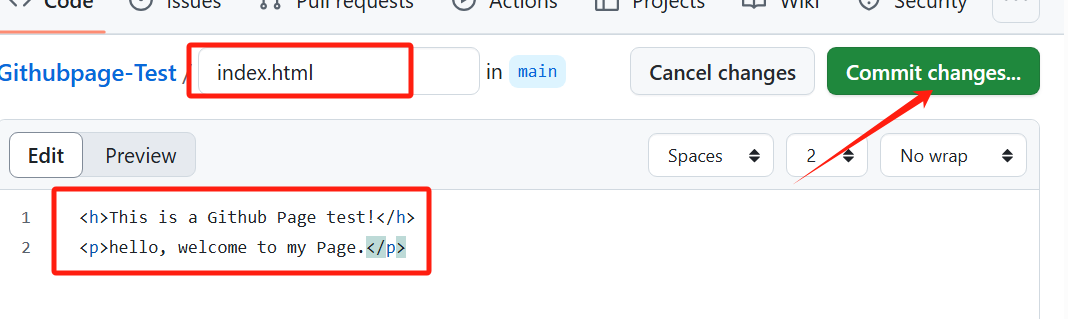 Code Issues Pull requests Actions Projects Wiki Security
Githubpage-Test / index.html in main Cancel changes Commit changes...
Edit Preview Spaces 2 No wrap
1 <h>This is a Github Page test!</h>
2 <p>hello, welcome to my Page.</p>